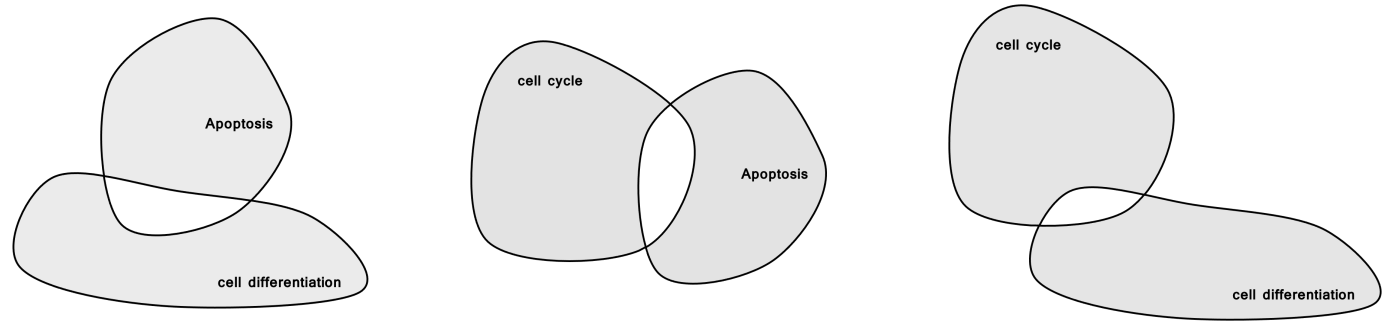 Apoptosis
cell differentiation
cell cycle
Apoptosis
cell cycle
cell differentiation